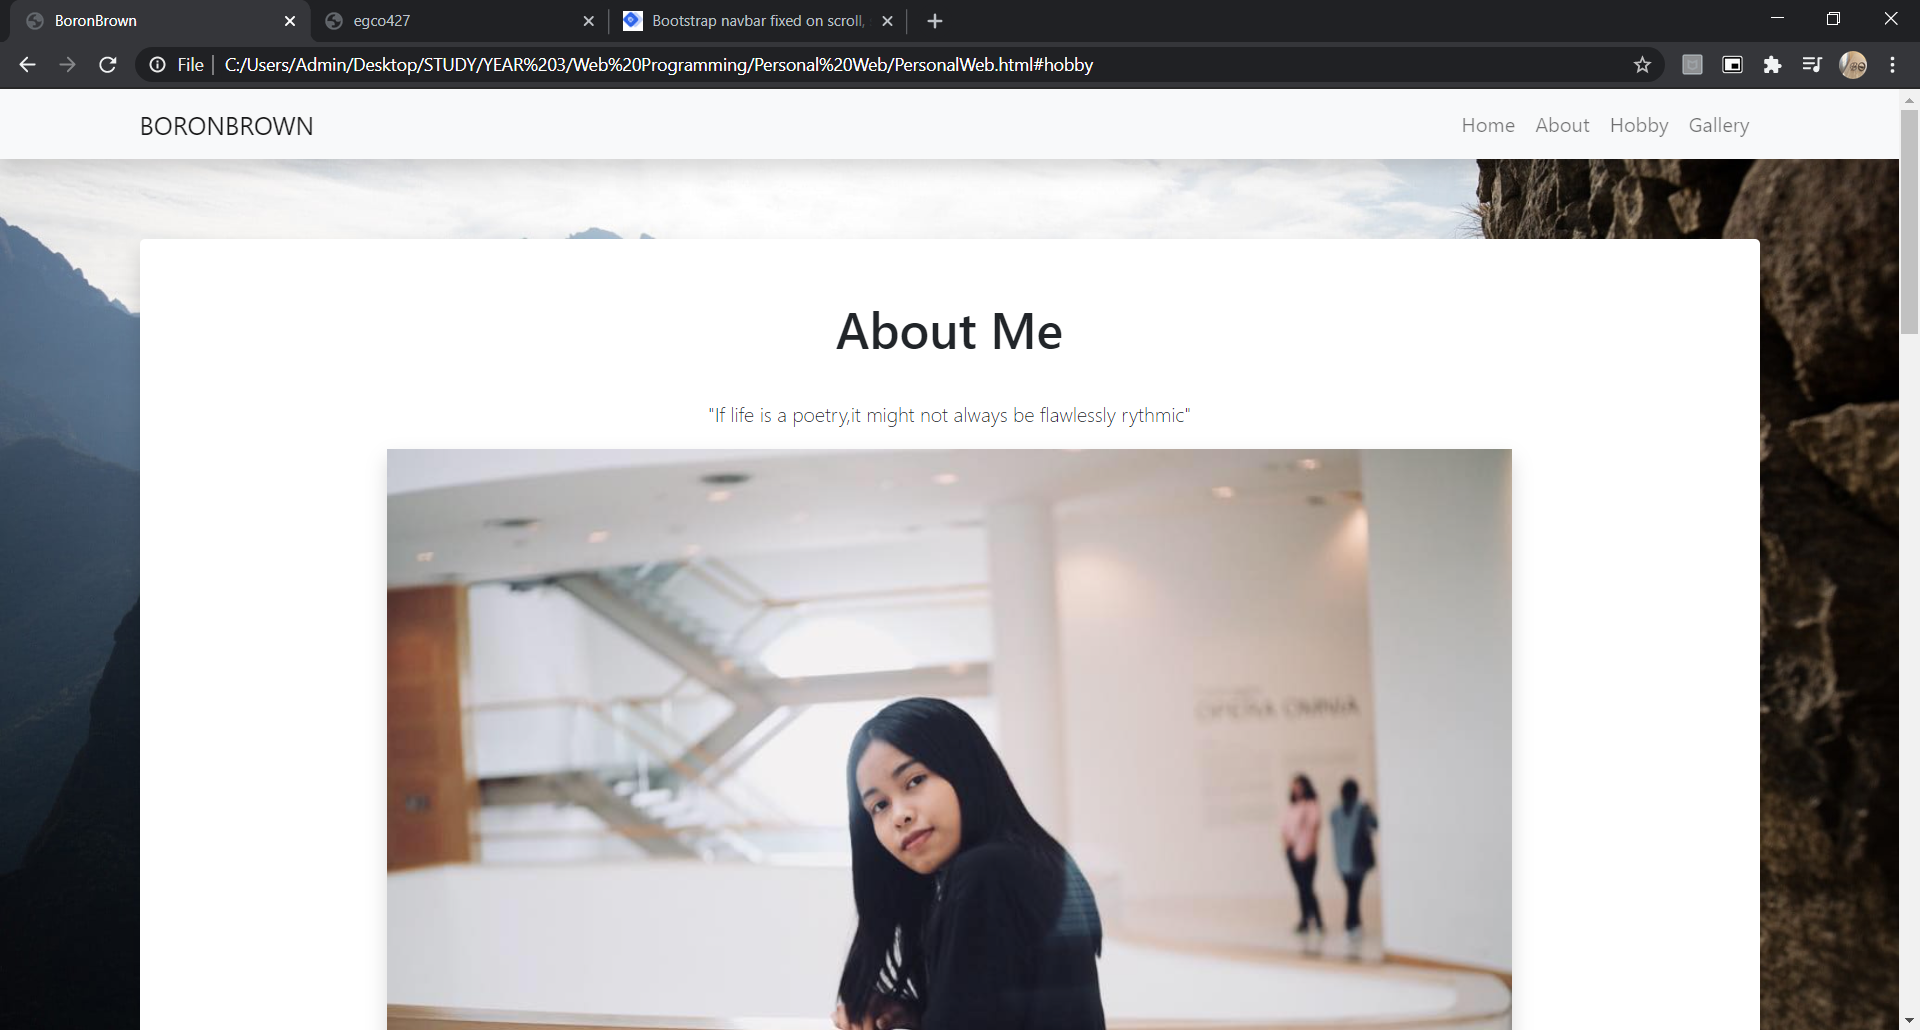 BoronBrown
egco427
Bootstrap navbar fixed on scroll,
File
C:/Users/Admin/Desktop/STUDY/YEAR%203/Web%20Programming/Personal%20Web/PersonalWeb.html#hobby
BORONBROWN
Home About Hobby Gallery
About Me
"If life is a poetry,it might not always be flawlessly rythmic"
OMNIA